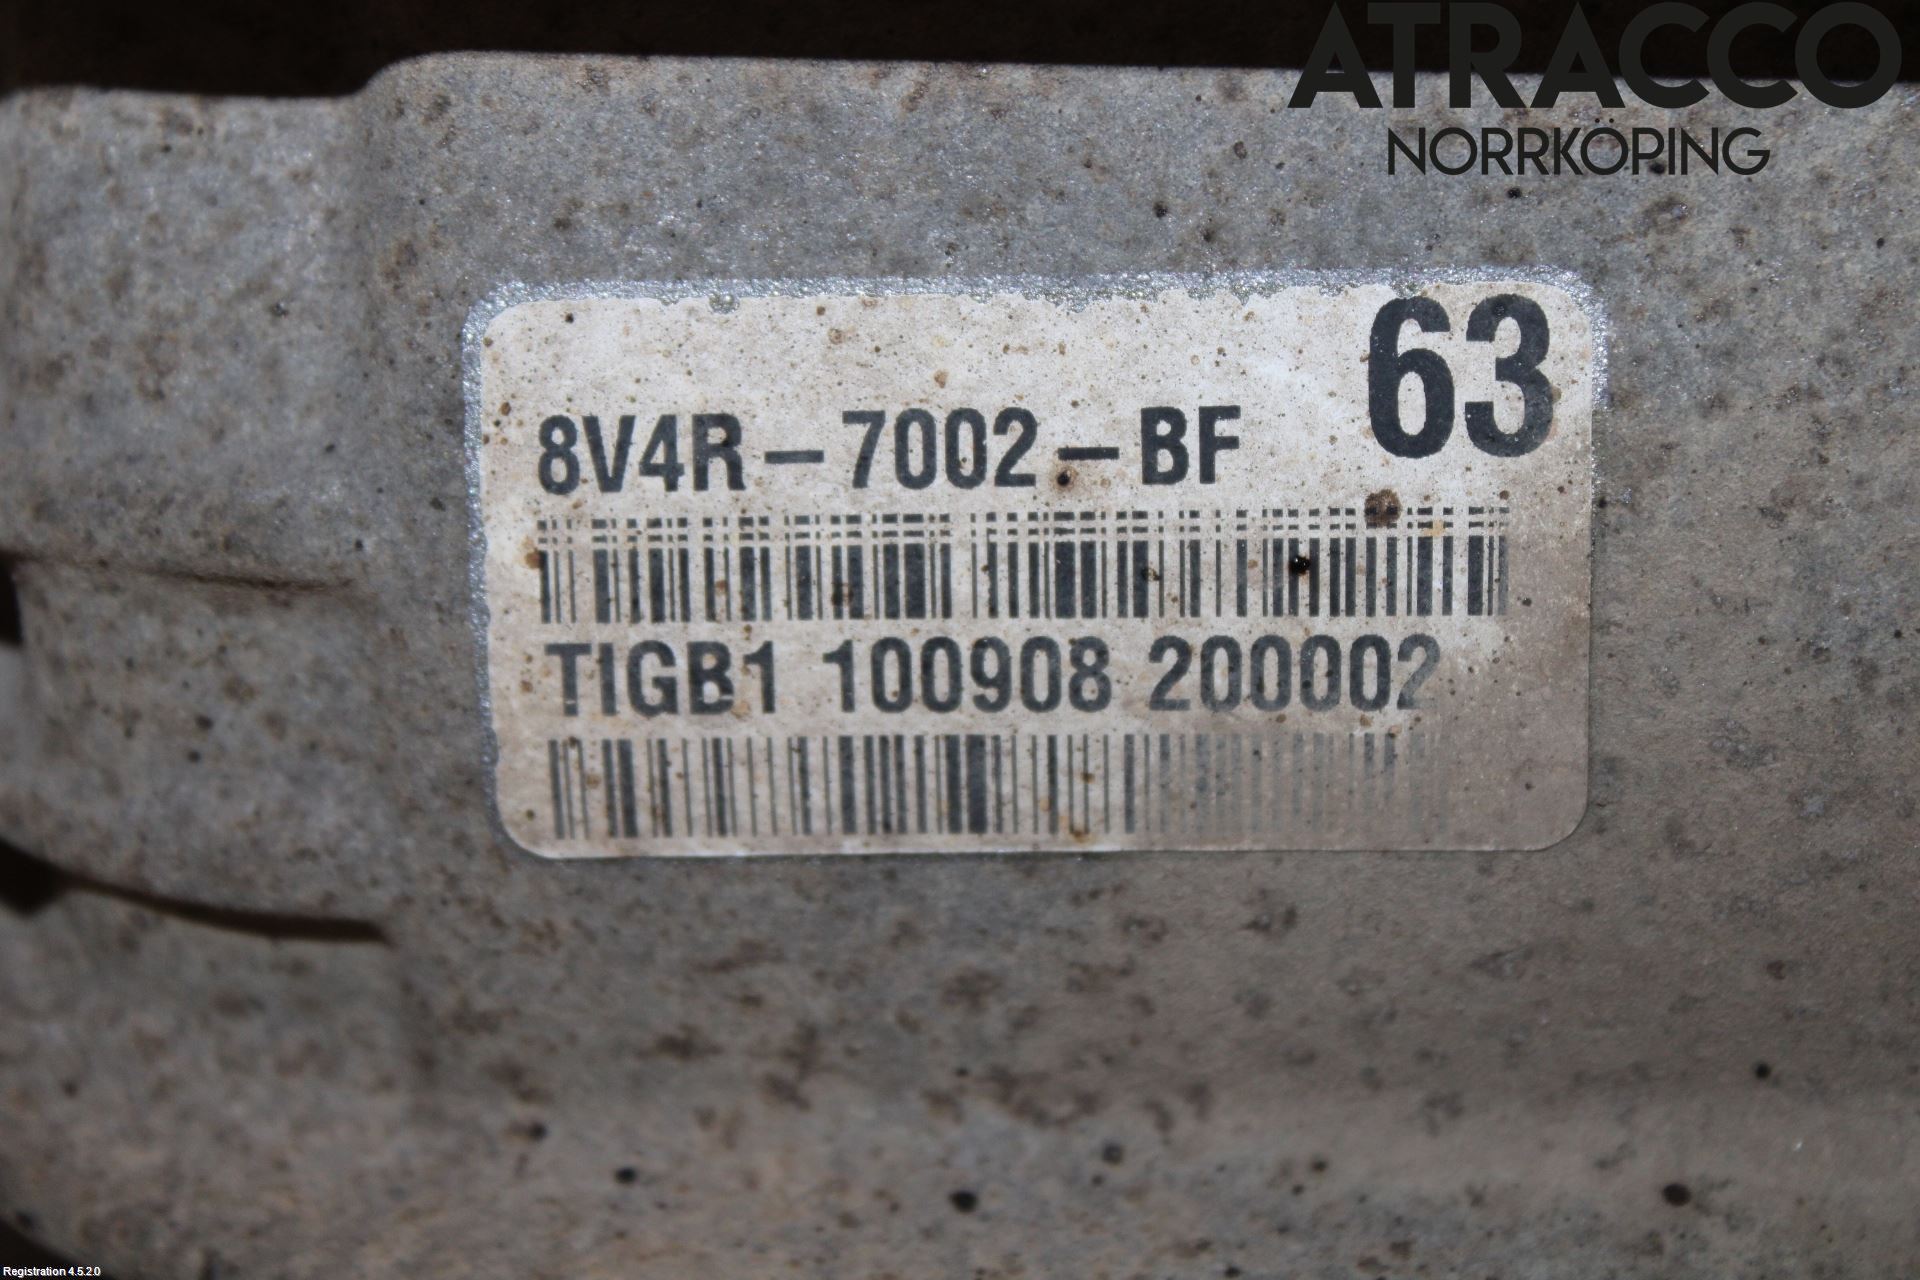 ATRACCO
NORRKÖPING
63
8V4R-7002-BF
TIGB1 100908 200002
Registration 4.5.2.0